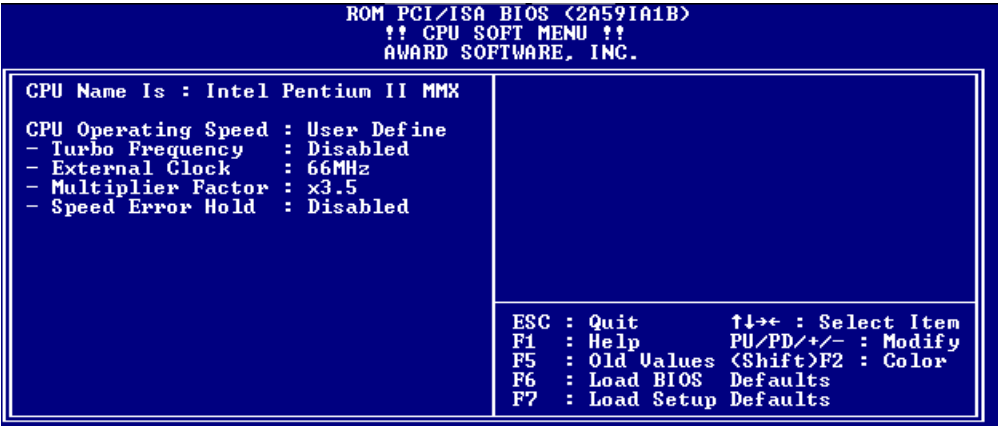 ROM PCI/ISA BIOS (2A59IA1B)
!! CPU SOFT MENU !!
AWARD SOFTWARE, INC.
CPU Name Is : Intel Pentium II MMX
CPU Operating Speed : User Define
- Turbo Frequency : Disabled
- External Clock : 66MHz
- Multiplier Factor : x3.5
- Speed Error Hold : Disabled
ESC : Quit ↑↓→← : Select Item
F1 : Help PU/PD/+/- : Modify
F5 : Old Values (Shift)F2 : Color
F6 : Load BIOS Defaults
F7 : Load Setup Defaults